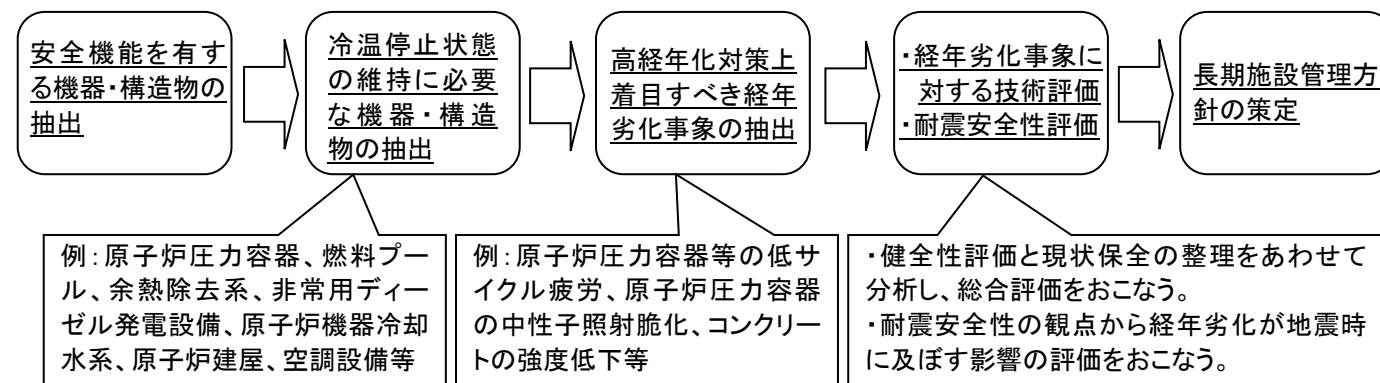 安全機能を有す
る機器・構造物の
抽出
冷温停止状態
の維持に必要
な機器・構造
物の抽出
高経年化対策上
着目すべき経年
劣化事象の抽出
・経年劣化事象に
対する技術評価
・耐震安全性評価
長期施設管理方
針の策定
例：原子炉圧力容器、燃料プー
ル、余熱除去系、非常用ディー
ゼル発電設備、原子炉機器冷却
水系、原子炉建屋、空調設備等
例：原子炉圧力容器等の低サ
イクル疲労、原子炉圧力容器
の中性子照射脆化、コンクリー
トの強度低下等
・健全性評価と現状保全の整理をあわせて
分析し、総合評価をおこなう。
・耐震安全性の観点から経年劣化が地震時
に及ぼす影響の評価をおこなう。